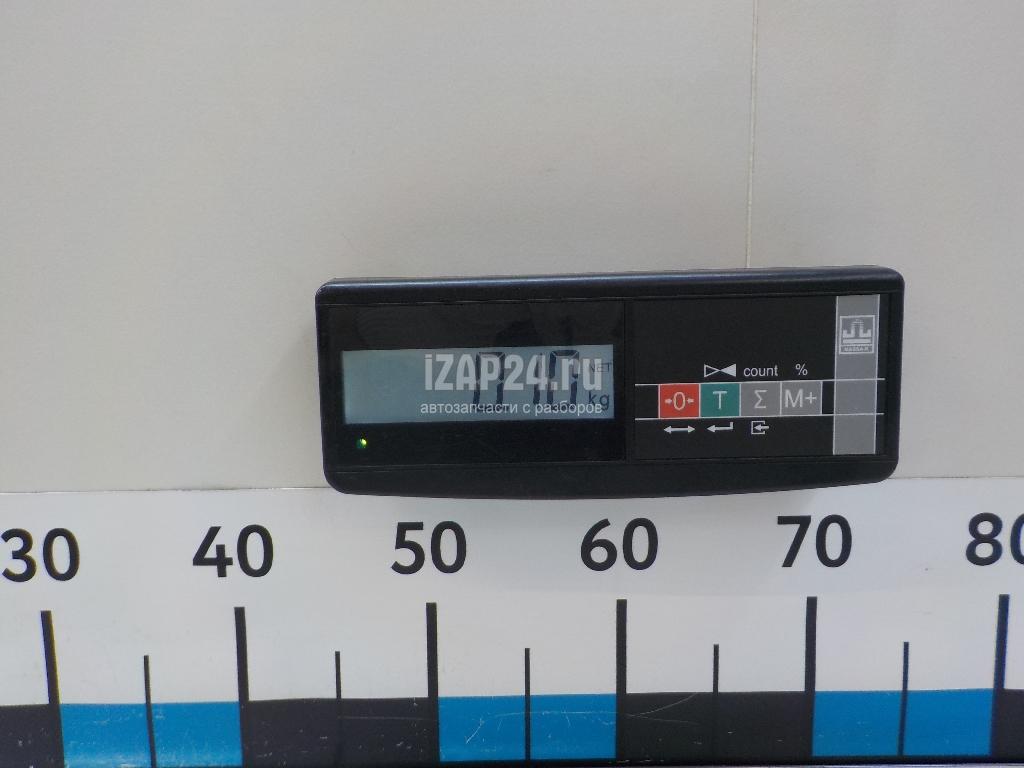 iZAP24.ru
автозапчасти с разборов
NET
kg
count %
0 T Σ M+
30 40 50 60 70 80